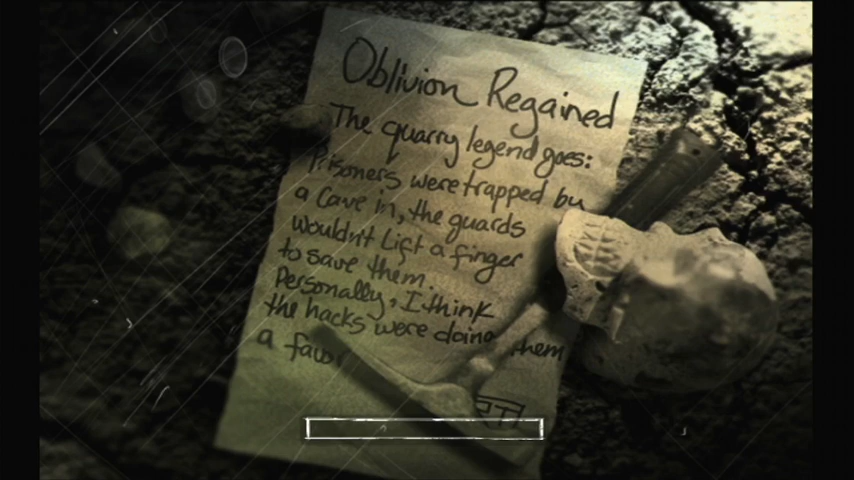 Oblivion Regained
The quarry legend goes:
Prisoners were trapped by
a Cave in, the guards
wouldn't Lift a finger
to save them.
Personally, I think
the hacks were doing them
a favor